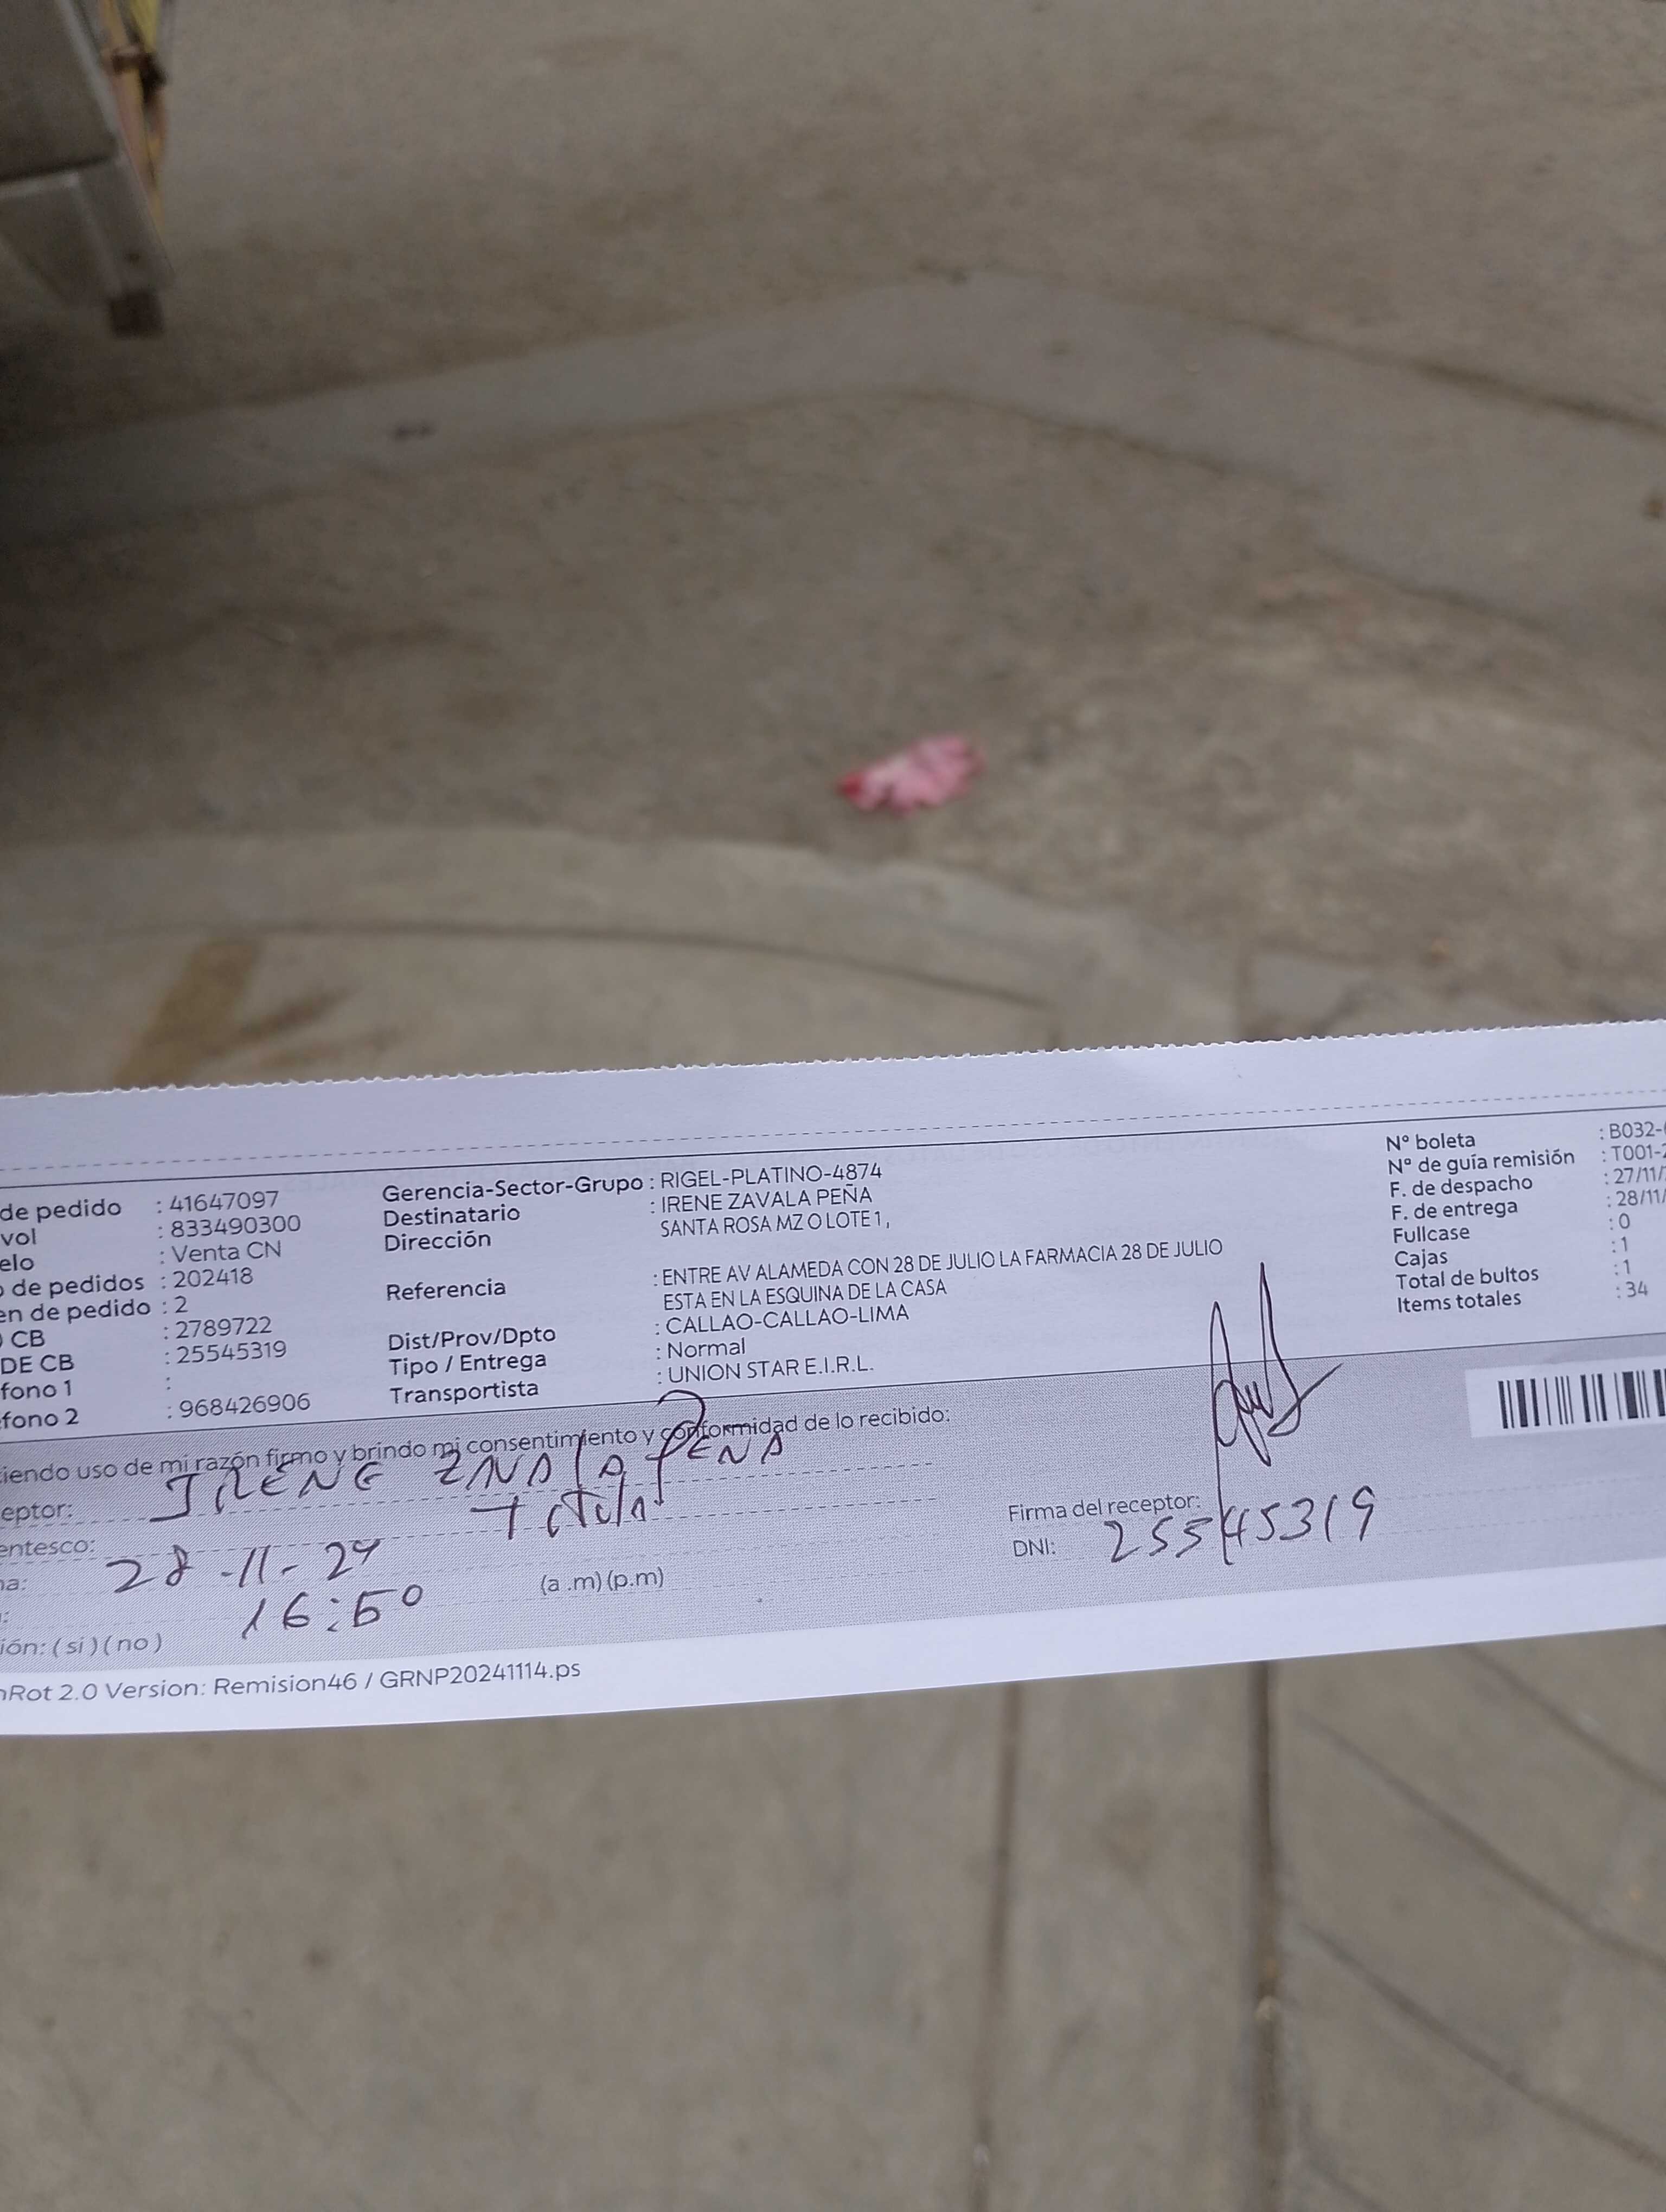 de pedido : 41647097
vol : 833490300
elo : Venta CN
de pedidos : 202418
en de pedido : 2
CB : 2789722
DE CB : 25545319
fono 1 :
fono 2 : 968426906
Gerencia-Sector-Grupo : RIGEL-PLATINO-4874
Destinatario : IRENE ZAVALA PEÑA
Dirección SANTA ROSA MZ O LOTE 1,
Referencia : ENTRE AV ALAMEDA CON 28 DE JULIO LA FARMACIA 28 DE JULIO
ESTA EN LA ESQUINA DE LA CASA
Dist/Prov/Dpto : CALLAO-CALLAO-LIMA
Tipo / Entrega : Normal
Transportista : UNION STAR E.I.R.L.
N° boleta : B032-
N° de guía remisión : T001-2
F. de despacho : 27/11/
F. de entrega : 28/11/
Fullcase : 0
Cajas : 1
Total de bultos : 1
Items totales : 34
iendo uso de mi razón firmo y brindo mi consentimiento y conformidad de lo recibido:
eptor: IRENE ZAVALA PENA
entesco: Titular
ha: 28-11-24
: 16:50 (a .m) (p.m)
ión: ( si ) ( no )
Firma del receptor:
DNI: 25545319
nRot 2.0 Version: Remision46 / GRNP20241114.ps